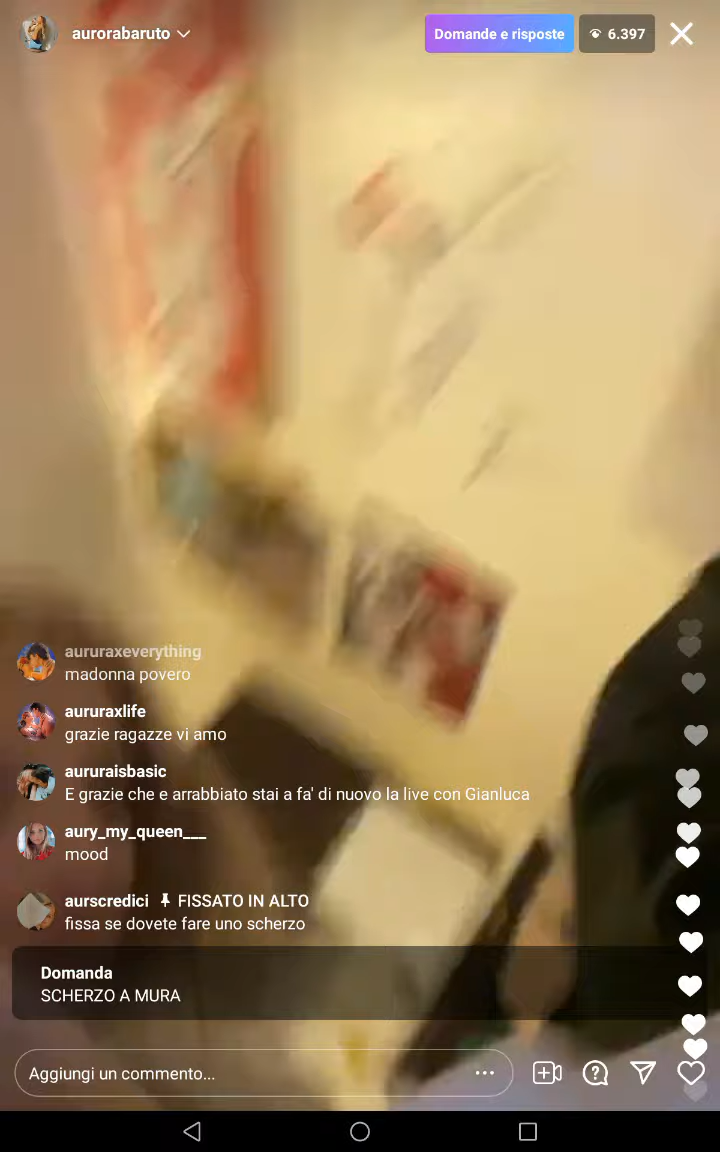 aurorabaruto
Domande e risposte
6.397
aururaxeverything
madonna povero
aururaxlife
grazie ragazze vi amo
aururaisbasic
E grazie che e arrabbiato stai a fa' di nuovo la live con Gianluca
aury_my_queen___
mood
aurscredici FISSATO IN ALTO
fissa se dovete fare uno scherzo
Domanda
SCHERZO A MURA
Aggiungi un commento...